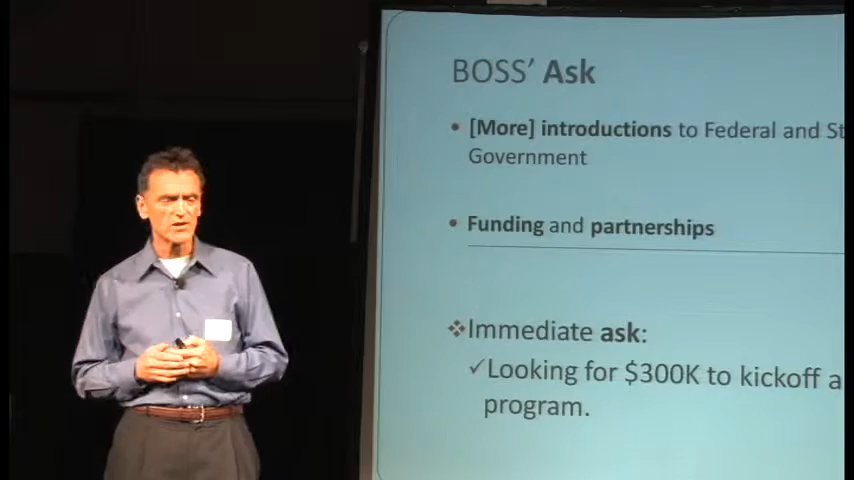 BOSS’ Ask
• [More] introductions to Federal and St
Government
• Funding and partnerships
❖Immediate ask:
✓Looking for $300K to kickoff a
program.